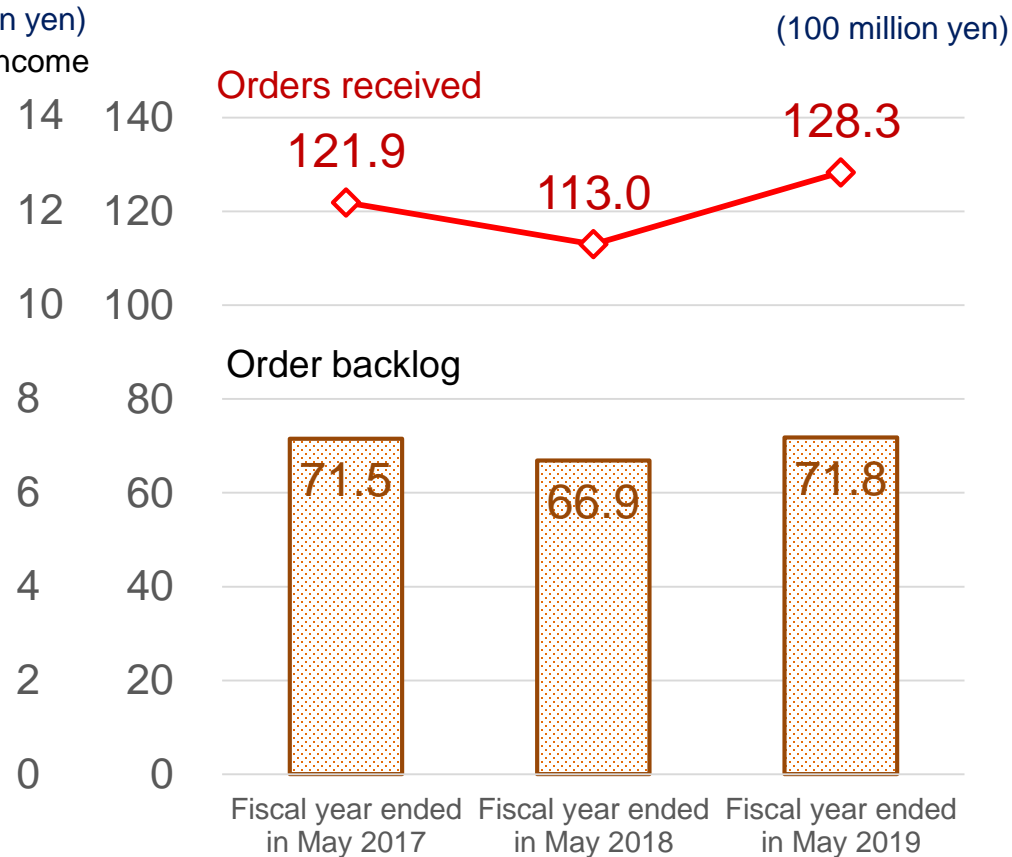 n yen)
(100 million yen)
ncome
Orders received
14 140
121.9
113.0
128.3
12 120
10 100
Order backlog
8 80
71.5
66.9
71.8
6 60
4 40
2 20
0 0
Fiscal year ended Fiscal year ended Fiscal year ended
in May 2017 in May 2018 in May 2019